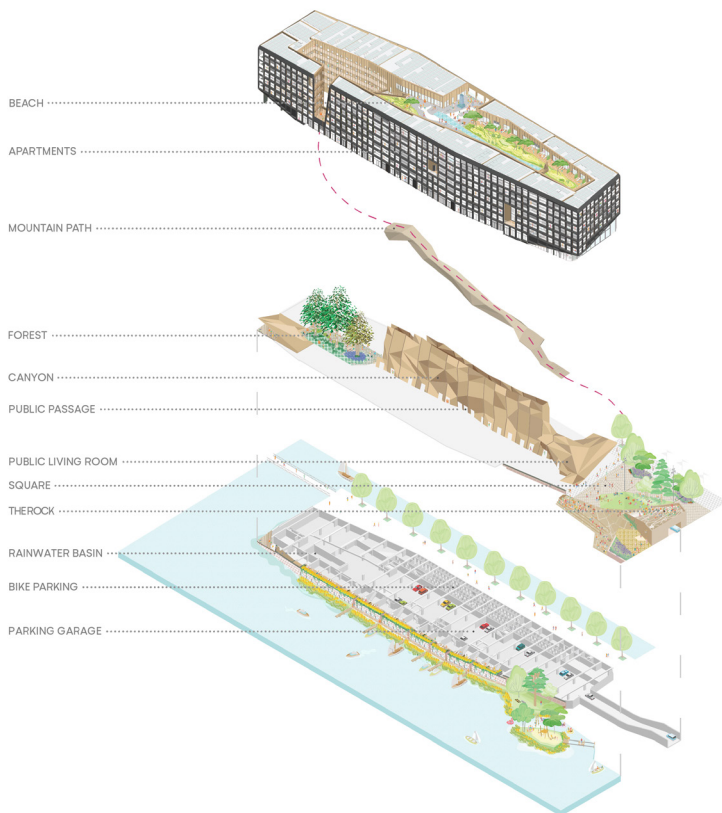 BEACH
APARTMENTS
MOUNTAIN PATH
FOREST
CANYON
PUBLIC PASSAGE
PUBLIC LIVING ROOM
SQUARE
THEROCK
RAINWATER BASIN
BIKE PARKING
PARKING GARAGE